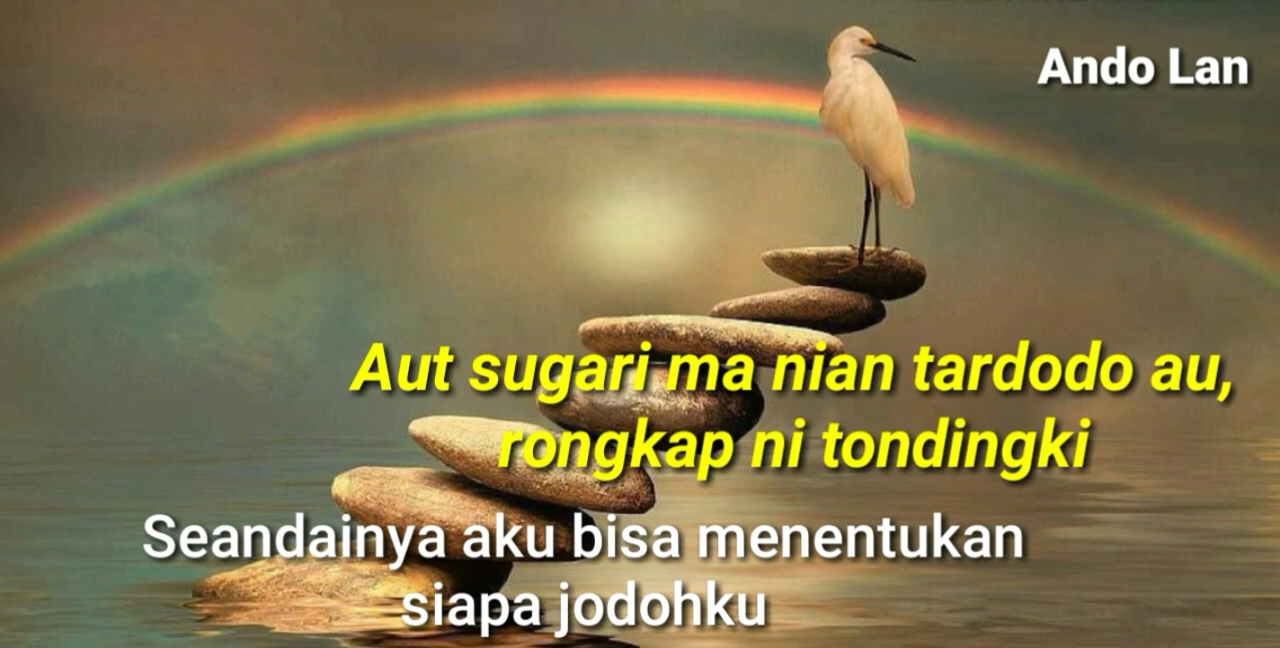 Ando Lan
Aut sugari ma nian tardodo au,
rongkap ni tondingki
Seandainya aku bisa menentukan
siapa jodohku